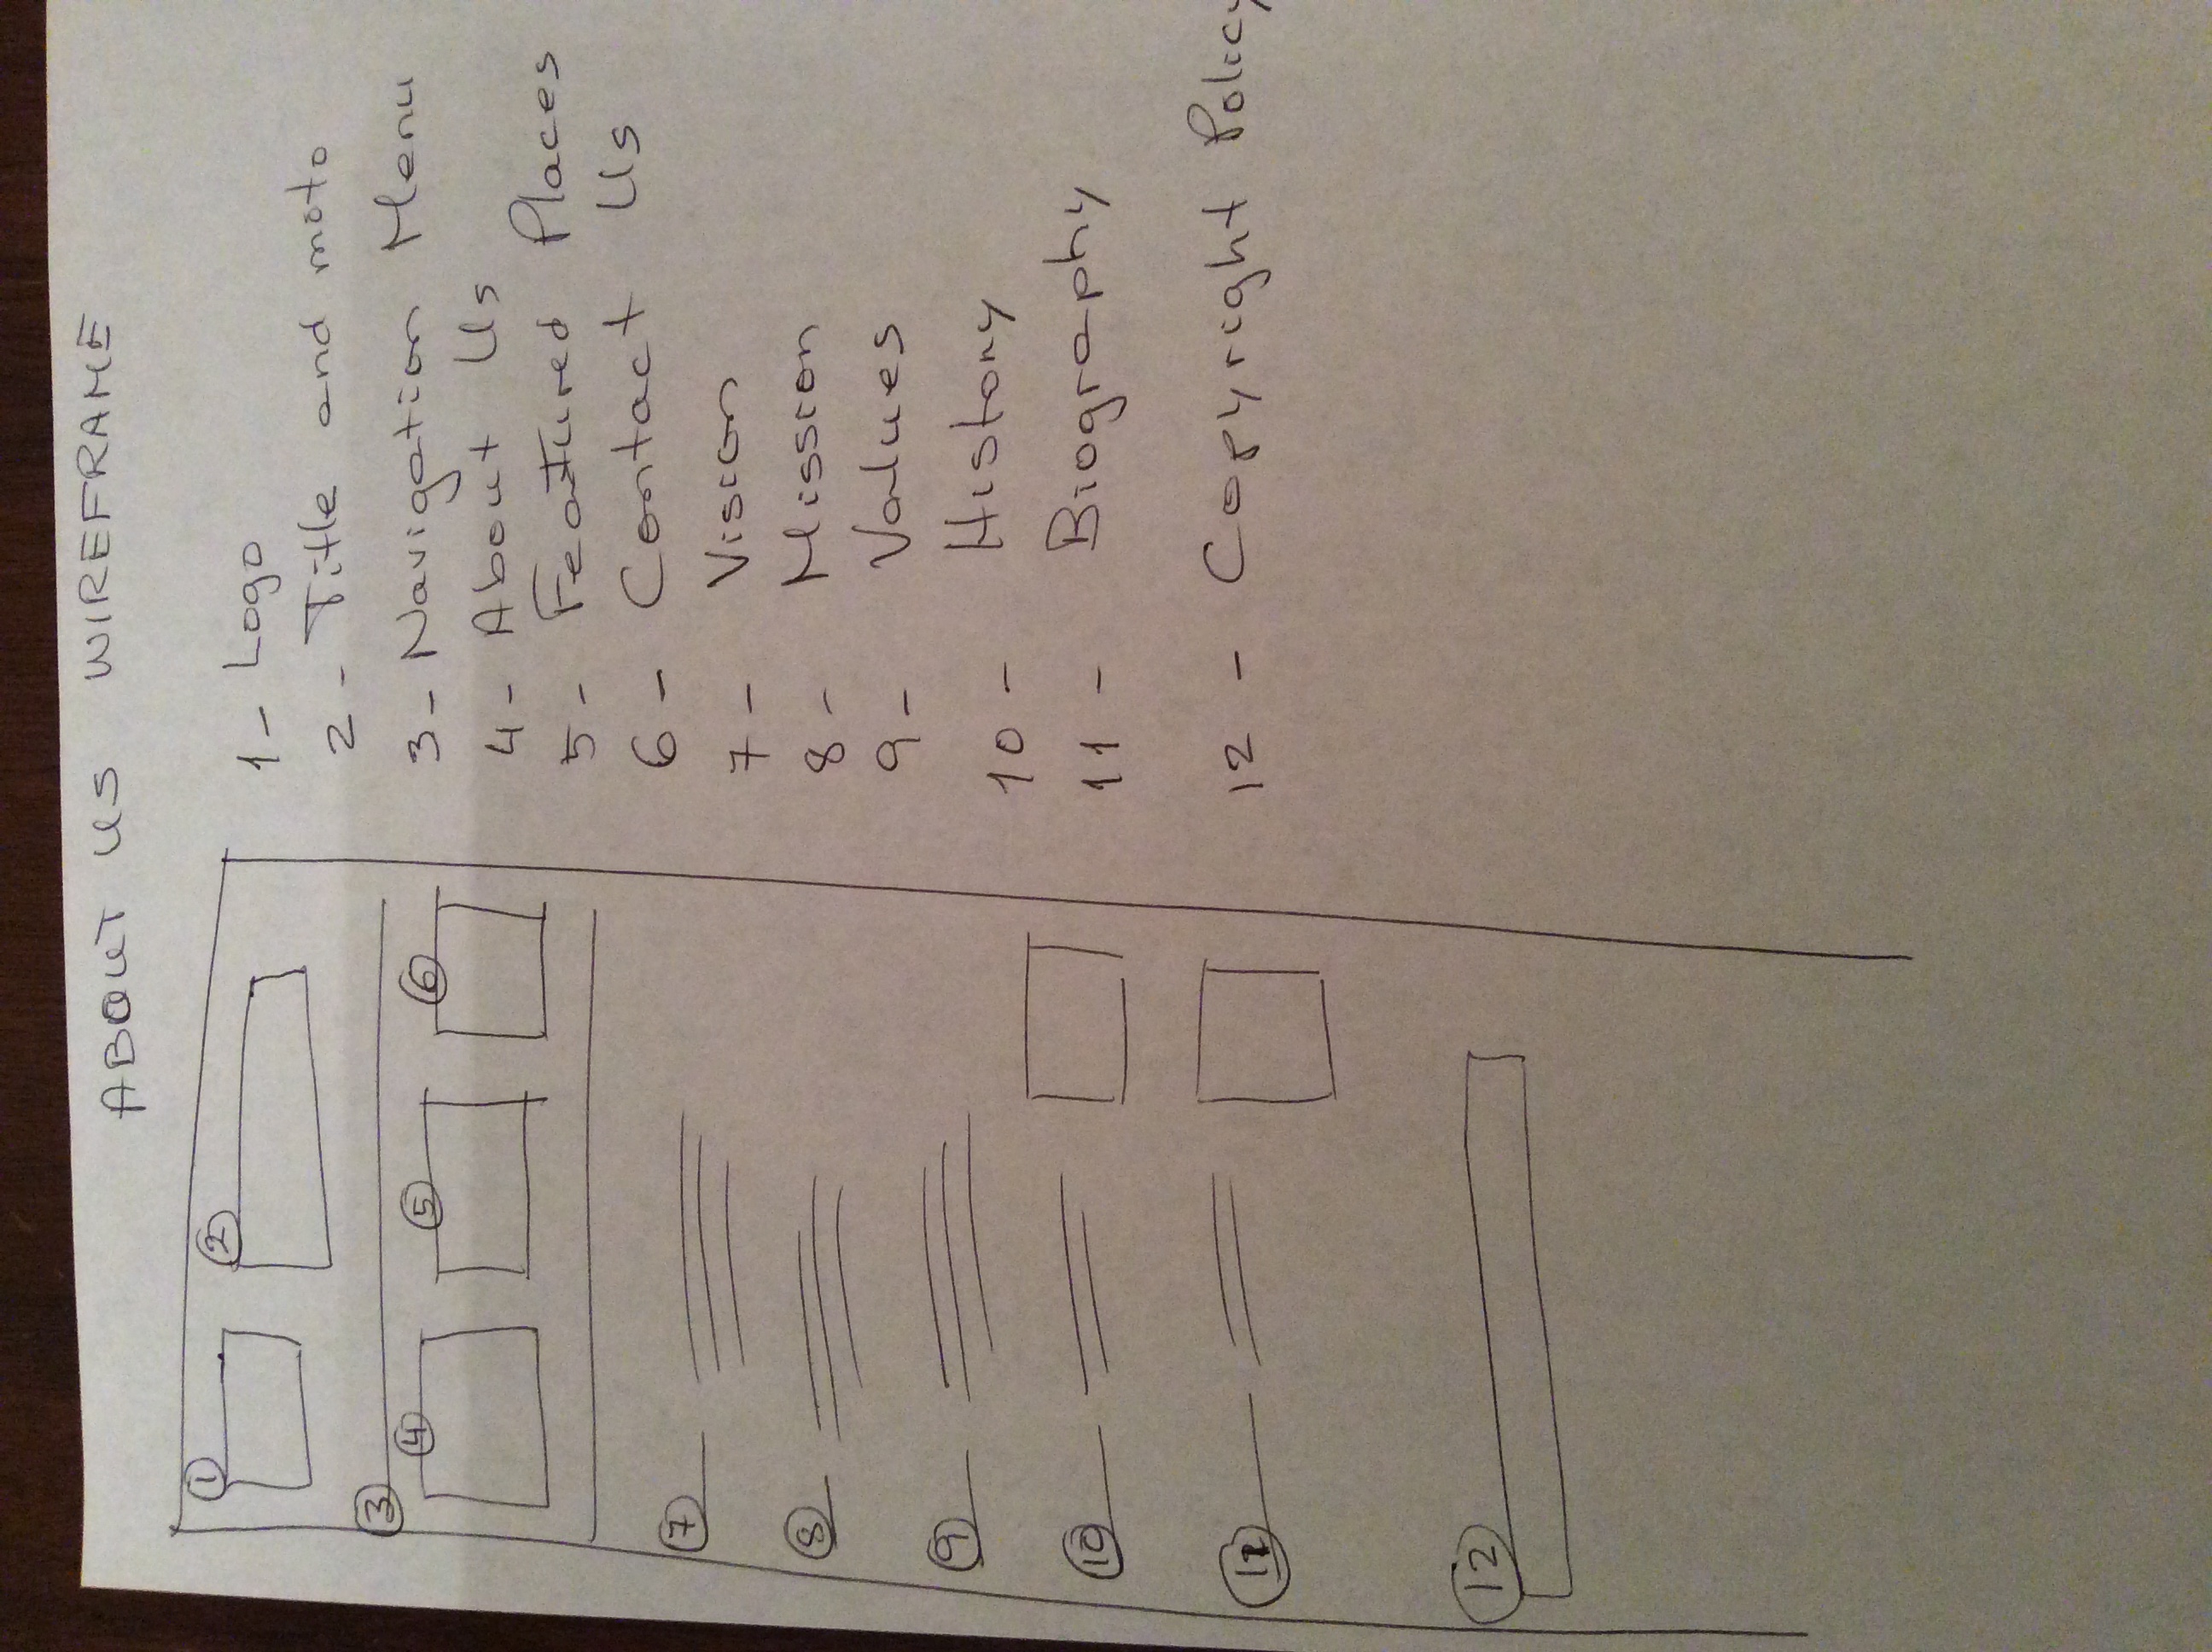 ABOUT US WIREFRAME
1
2
3
4
5
6
7
8
9
10
11
12
1- Logo
2- Title and moto
3- Navigation Menu
4- About Us
5- Featured Places
6- Contact Us
7- Vision
8- Mission
9- Values
10- History
11- Biography
12- Copyright Policy